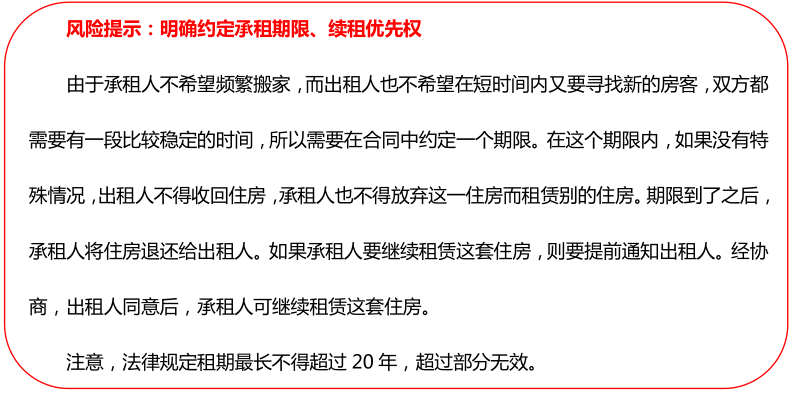 风险提示：明确约定承租期限、续租优先权
由于承租人不希望频繁搬家，而出租人也不希望在短时间内又要寻找新的房客，双方都
需要有一段比较稳定的时间，所以需要在合同中约定一个期限。在这个期限内，如果没有特
殊情况，出租人不得收回住房，承租人也不得放弃这一住房而租赁别的住房。期限到了之后，
承租人将住房退还给出租人。如果承租人要继续租赁这套住房，则要提前通知出租人。经协
商，出租人同意后，承租人可继续租赁这套住房。
注意，法律规定租期最长不得超过 20 年，超过部分无效。